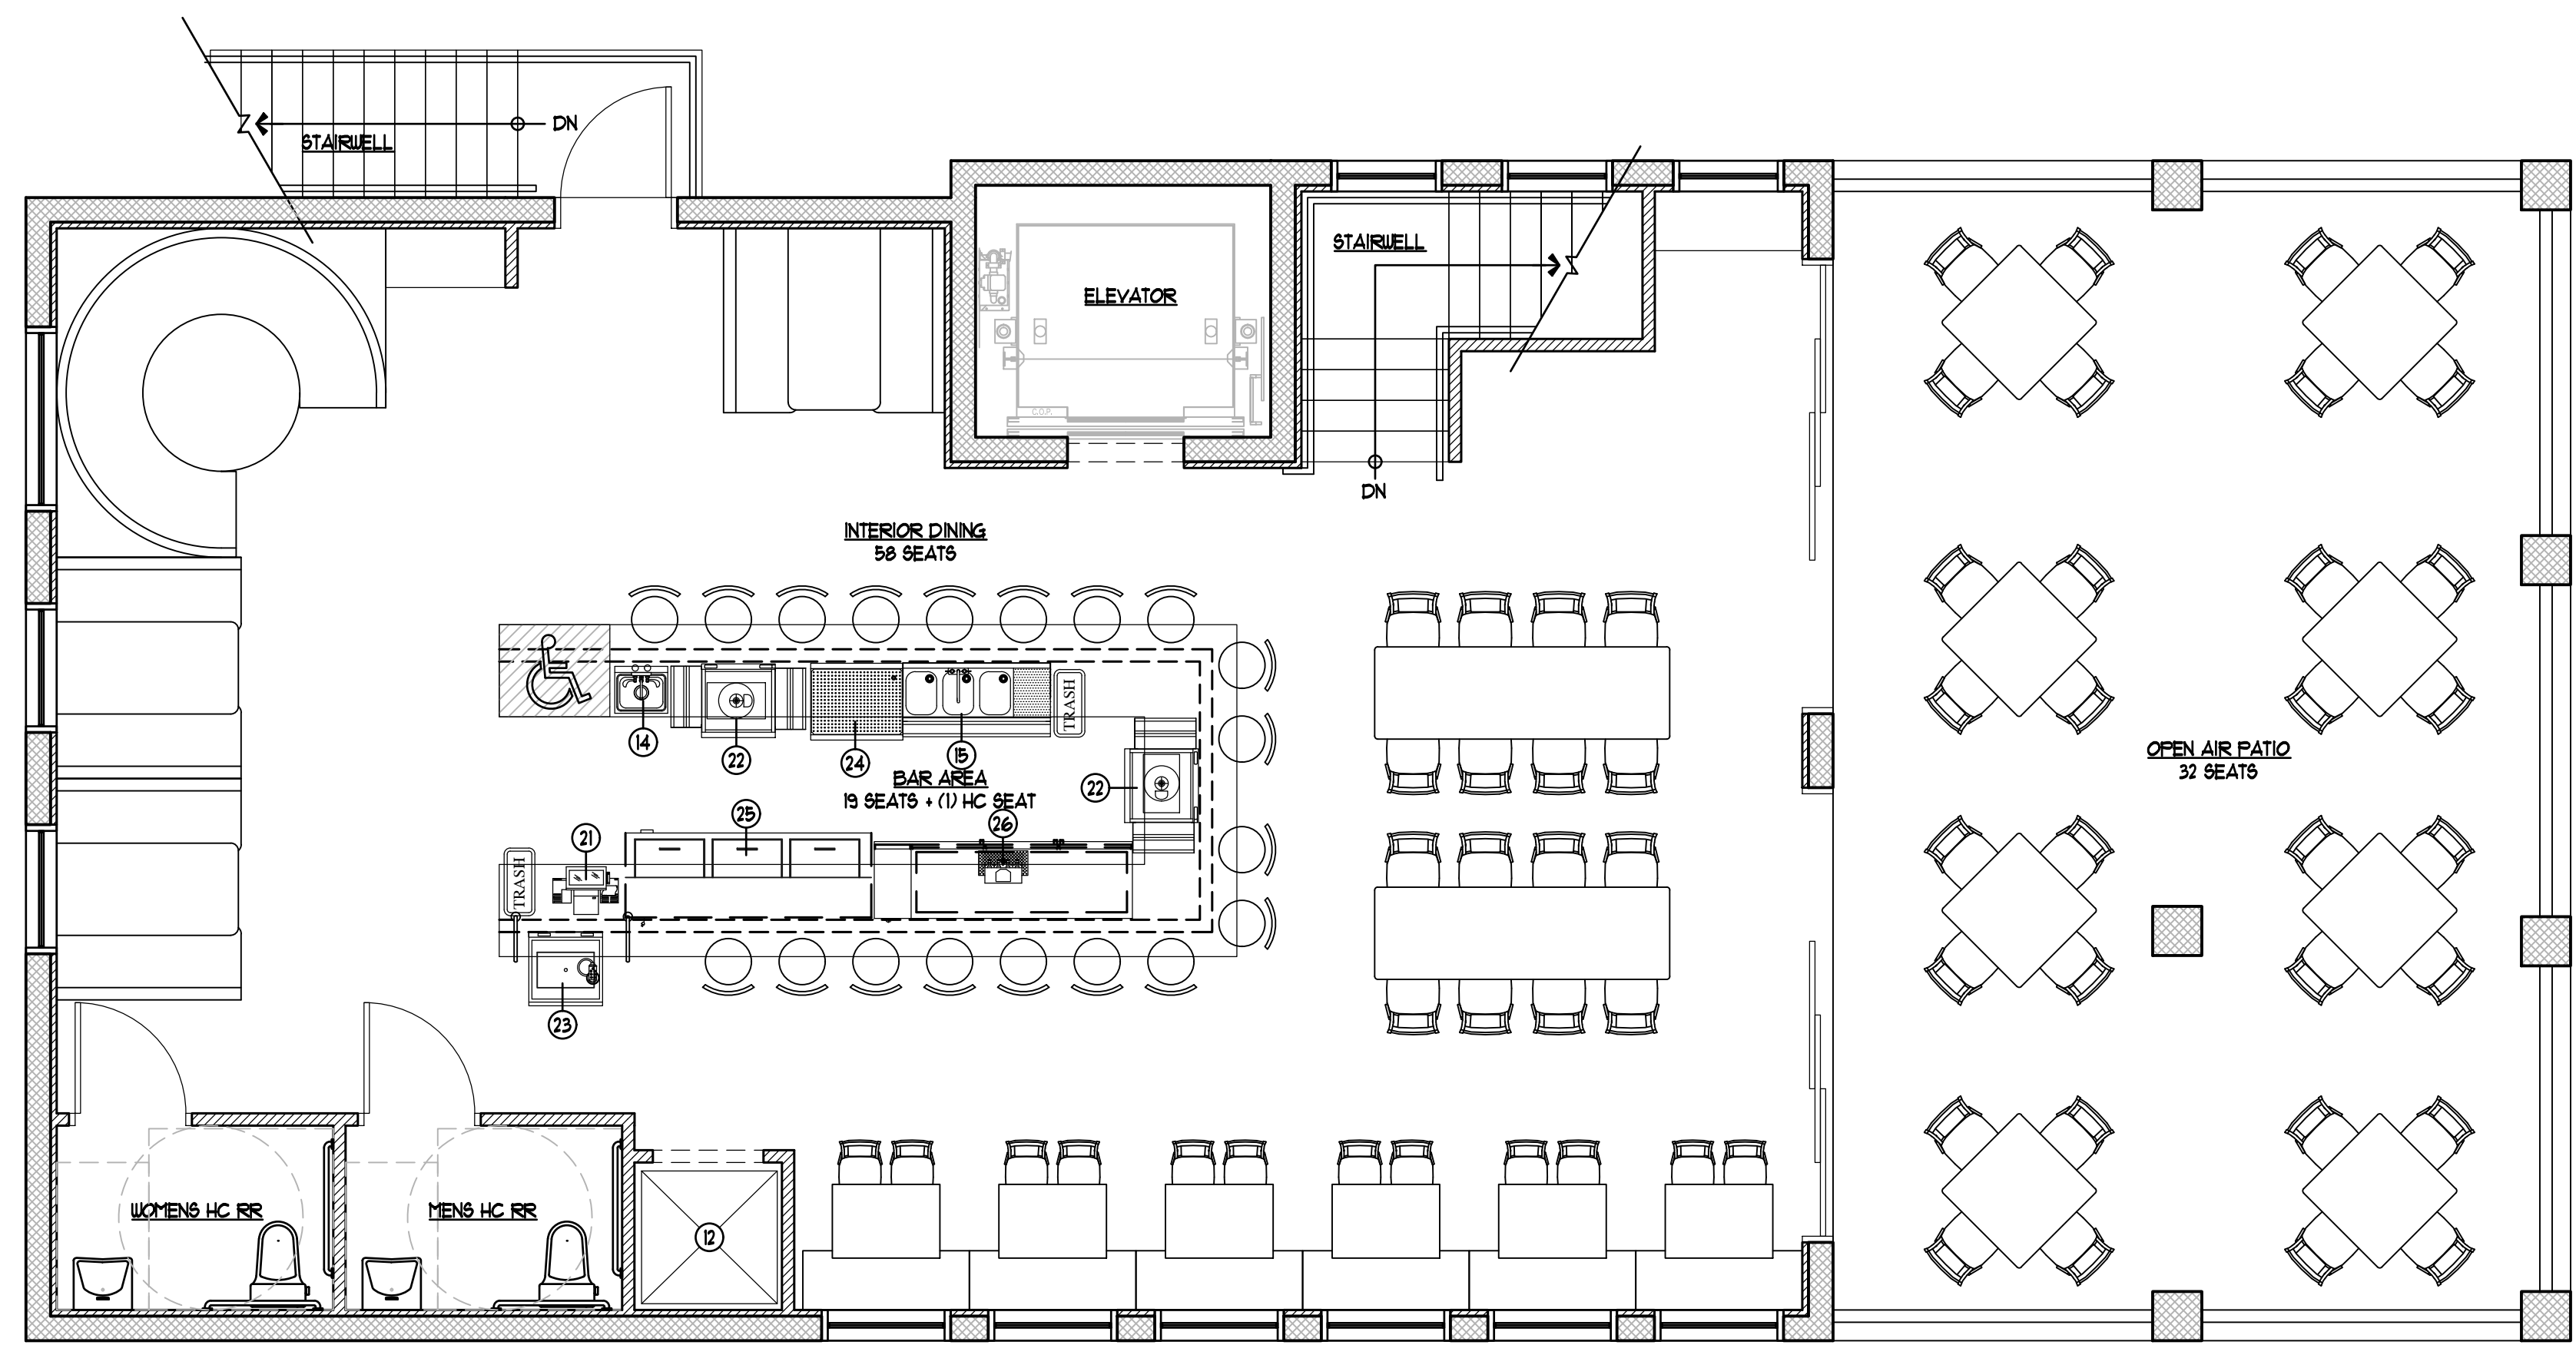 DN
STAIRWELL
STAIRWELL
ELEVATOR
C.O.P.
DN
INTERIOR DINING
58 SEATS
TRASH
14
22
24
15
OPEN AIR PATIO
32 SEATS
BAR AREA
19 SEATS + (1) HC SEAT
22
25
26
21
TRASH
23
WOMENS HC RR
MENS HC RR
12